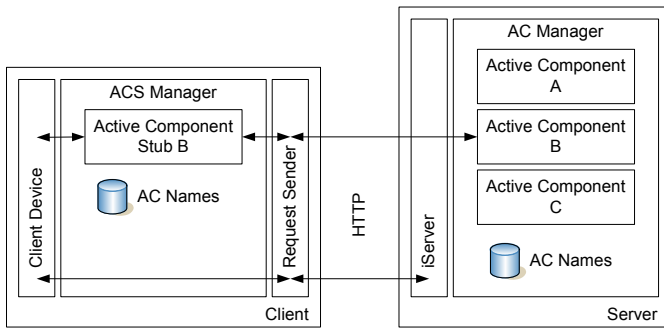 ACS Manager
Active Component
Stub B
AC Names
Client Device
Request Sender
Client
HTTP
iServer
AC Manager
Active Component
A
Active Component
B
Active Component
C
AC Names
Server